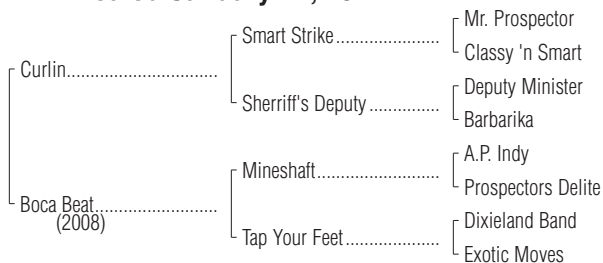 Mr. Prospector
Smart Strike
Classy 'n Smart
Curlin
Deputy Minister
Sherriff's Deputy
Barbarika
A.P. Indy
Mineshaft
Prospectors Delite
Boca Beat
(2008)
Dixieland Band
Tap Your Feet
Exotic Moves